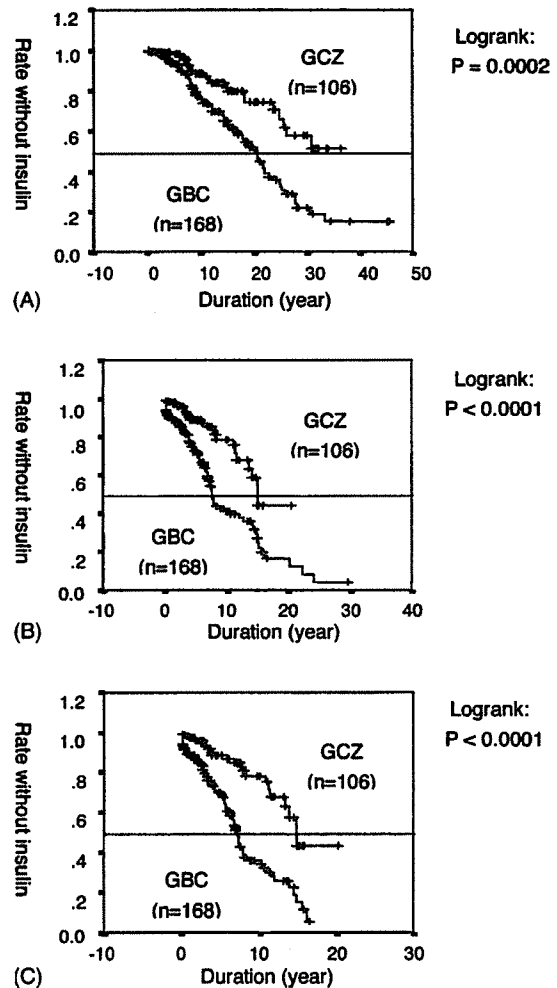 1.2
1.0
.8
.6
.4
.2
0.0
-10 0 10 20 30 40 50
Rate without insulin
Duration (year)
GCZ
(n=106)
GBC
(n=168)
Logrank:
P = 0.0002
(A)
1.2
1.0
.8
.6
.4
.2
0.0
-10 0 10 20 30 40
Rate without insulin
Duration (year)
GCZ
(n=106)
GBC
(n=168)
Logrank:
P < 0.0001
(B)
1.2
1.0
.8
.6
.4
.2
0.0
-10 0 10 20 30
Rate without insulin
Duration (year)
GCZ
(n=106)
GBC
(n=168)
Logrank:
P < 0.0001
(C)